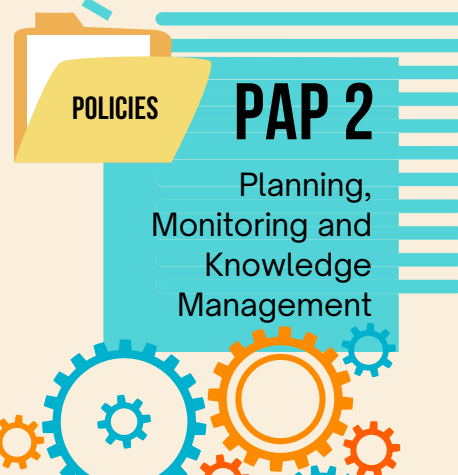 POLICIES
PAP 2
Planning,
Monitoring and
Knowledge
Management